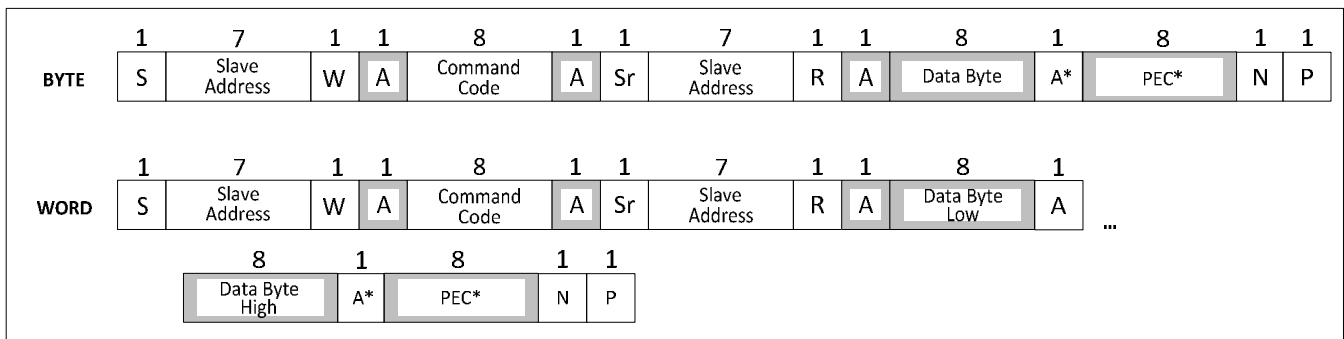 1 7 1 1 8 1 1 7 1 1 8 1 8 1 1
BYTE S Slave Address W A Command Code A Sr Slave Address R A Data Byte A* PEC* N P
1 7 1 1 8 1 1 7 1 1 8 1
WORD S Slave Address W A Command Code A Sr Slave Address R A Data Byte Low A ...
8 1 8 1 1
Data Byte High A* PEC* N P